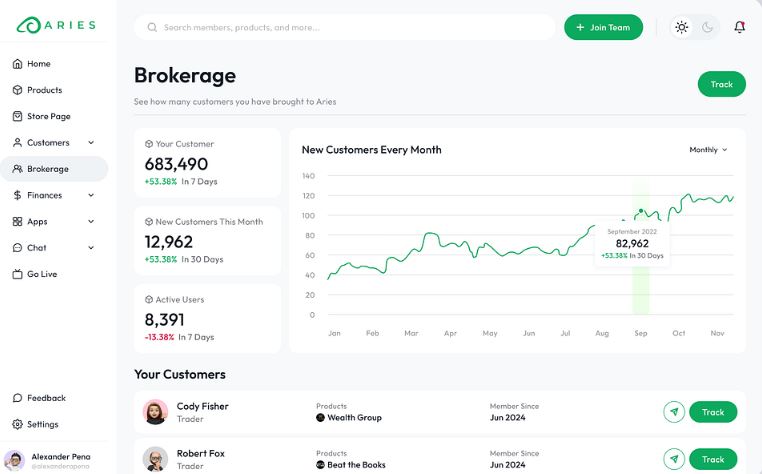 ARIES
Search members, products, and more...
Join Team
Home
Products
Store Page
Customers
Brokerage
Finances
Apps
Chat
Go Live
Feedback
Settings
Alexander Pena
@alexanderapena
Brokerage
See how many customers you have brought to Aries
Track
Your Customer
683,490
+53.38% In 7 Days
New Customers This Month
12,962
+53.38% In 30 Days
Active Users
8,391
-13.38% In 7 Days
New Customers Every Month
Monthly
140
120
100
80
60
40
20
0
September 2022
82,962
+53.38% In 30 Days
Jan Feb Mar Apr May Jun Jul Aug Sep Oct Nov
Your Customers
Cody Fisher
Trader
Products
Wealth Group
Member Since
Jun 2024
Track
Robert Fox
Trader
Products
Beat the Books
Member Since
Jun 2024
Track